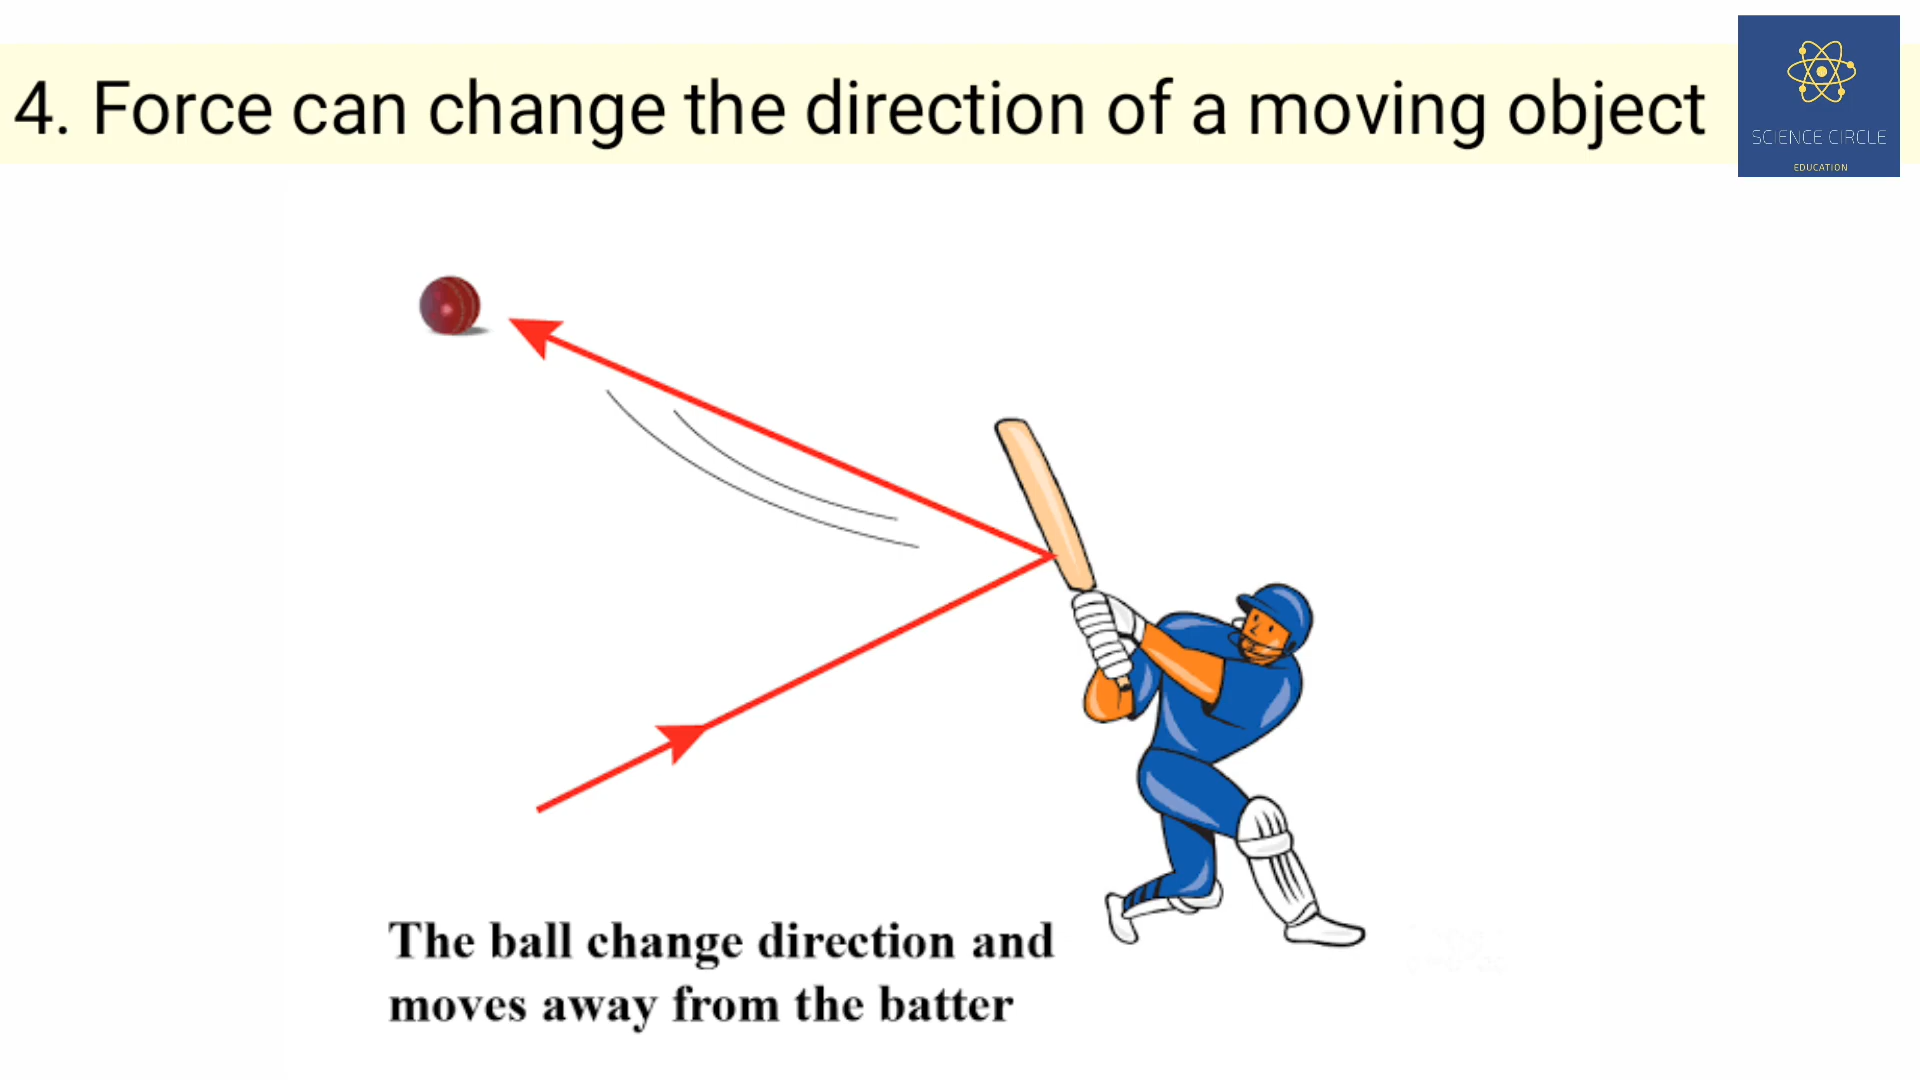 4. Force can change the direction of a moving object
SCIENCE CIRCLE
EDUCATION
The ball change direction and
moves away from the batter